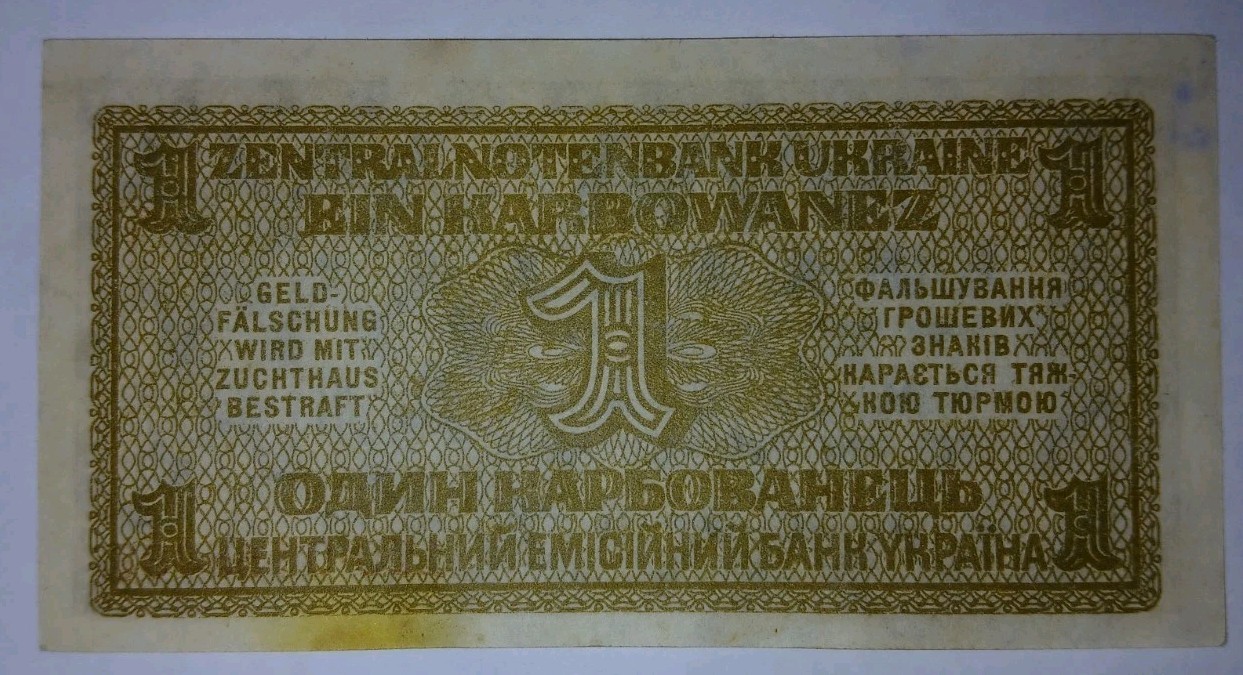 1 ZENTRALNOTENBANK UKRAINE 1
EIN KARBOWANEZ
GELD-
FÄLSCHUNG
WIRD MIT
ZUCHTHAUS
BESTRAFT
1
ФАЛЬШУВАННЯ
ГРОШЕВИХ
ЗНАКІВ
КАРАЄТЬСЯ ТЯЖ-
КОЮ ТЮРМОЮ
ОДИН КАРБОВАНЕЦЬ
1 ЦЕНТРАЛЬНИЙ ЕМІСІЙНИЙ БАНК УКРАЇНА 1